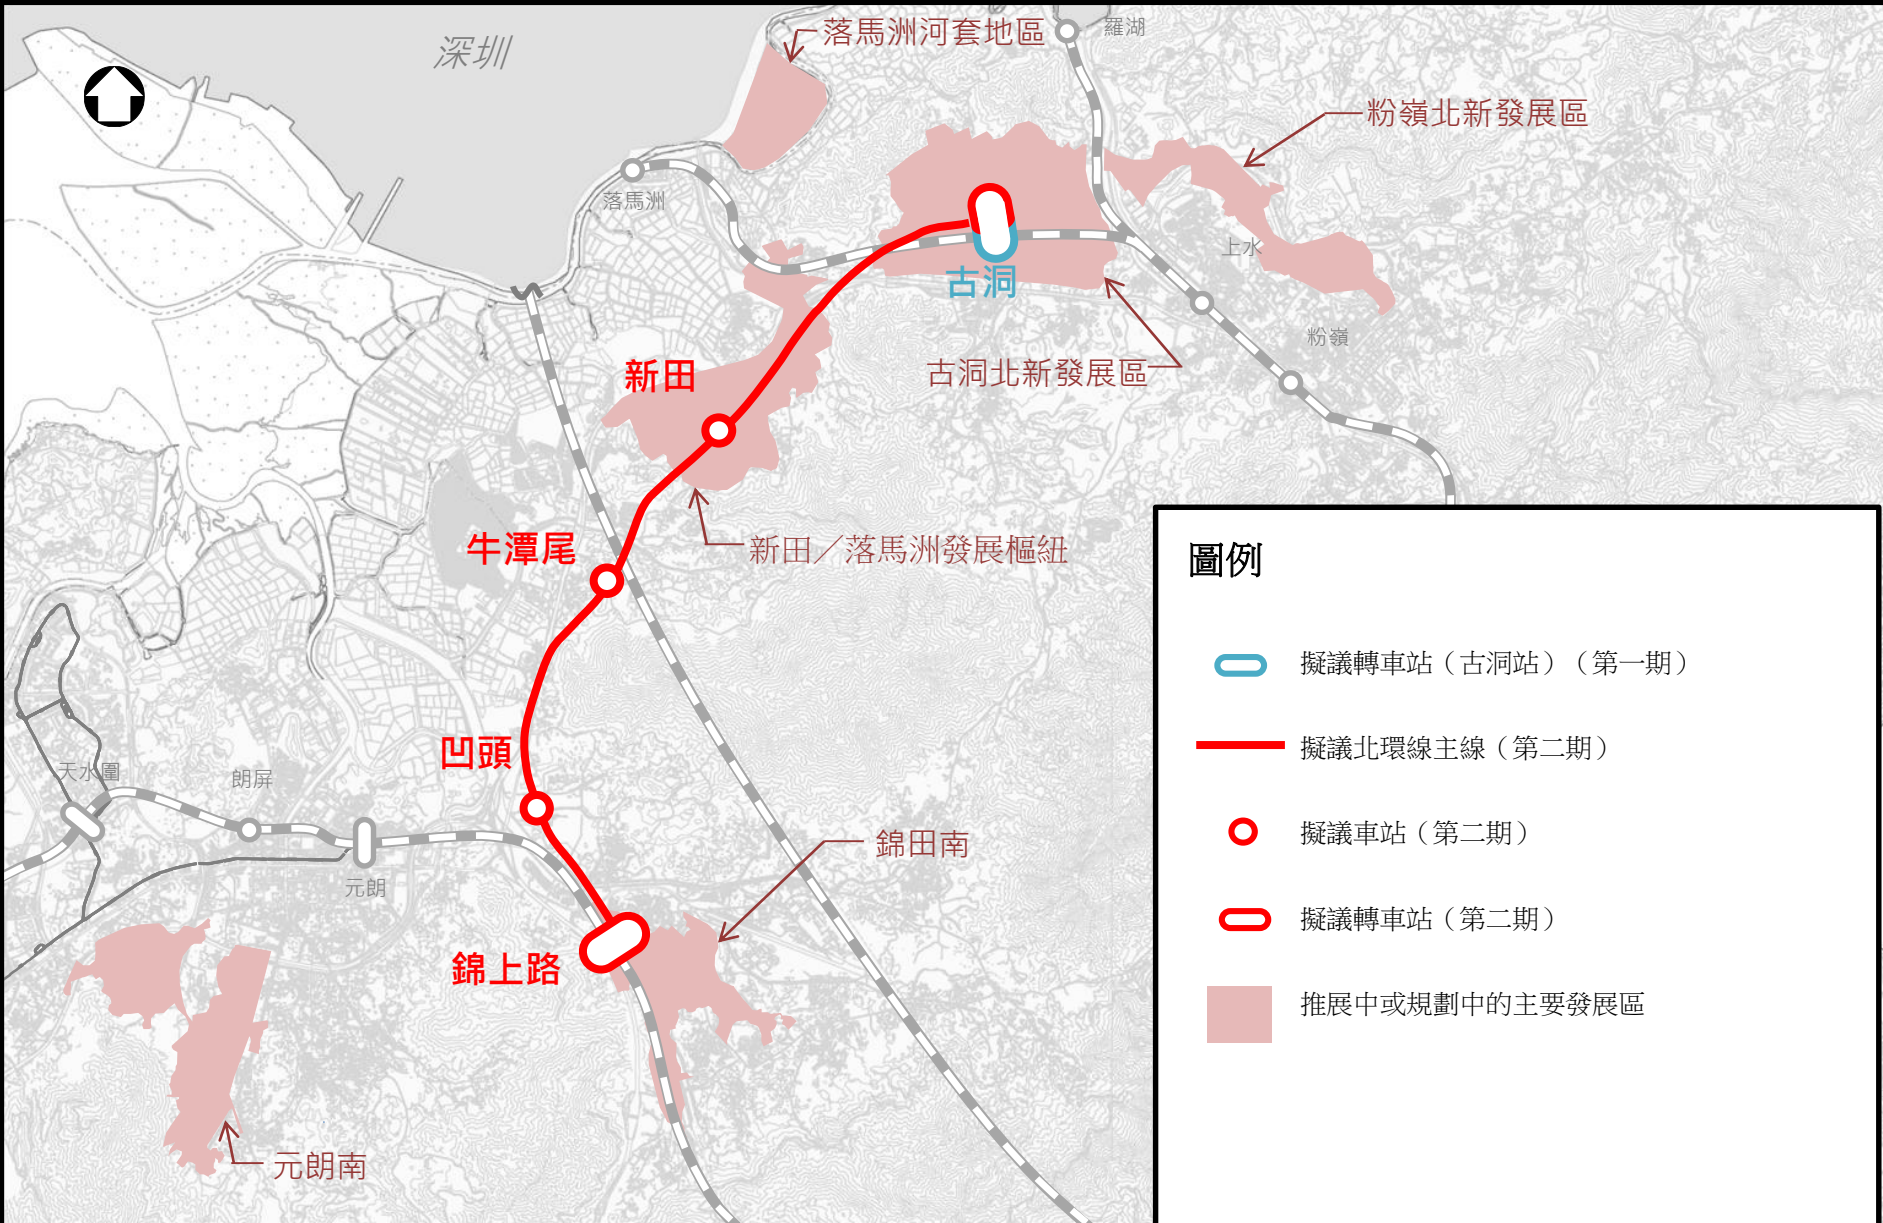 深圳
落馬洲河套地區
羅湖
粉嶺北新發展區
落馬洲
上水
古洞
粉嶺
古洞北新發展區
新田
新田／落馬洲發展樞紐
牛潭尾
凹頭
天水圍
朗屏
元朗
錦田南
錦上路
元朗南
圖例
擬議轉車站（古洞站）（第一期）
擬議北環線主線（第二期）
擬議車站（第二期）
擬議轉車站（第二期）
推展中或規劃中的主要發展區